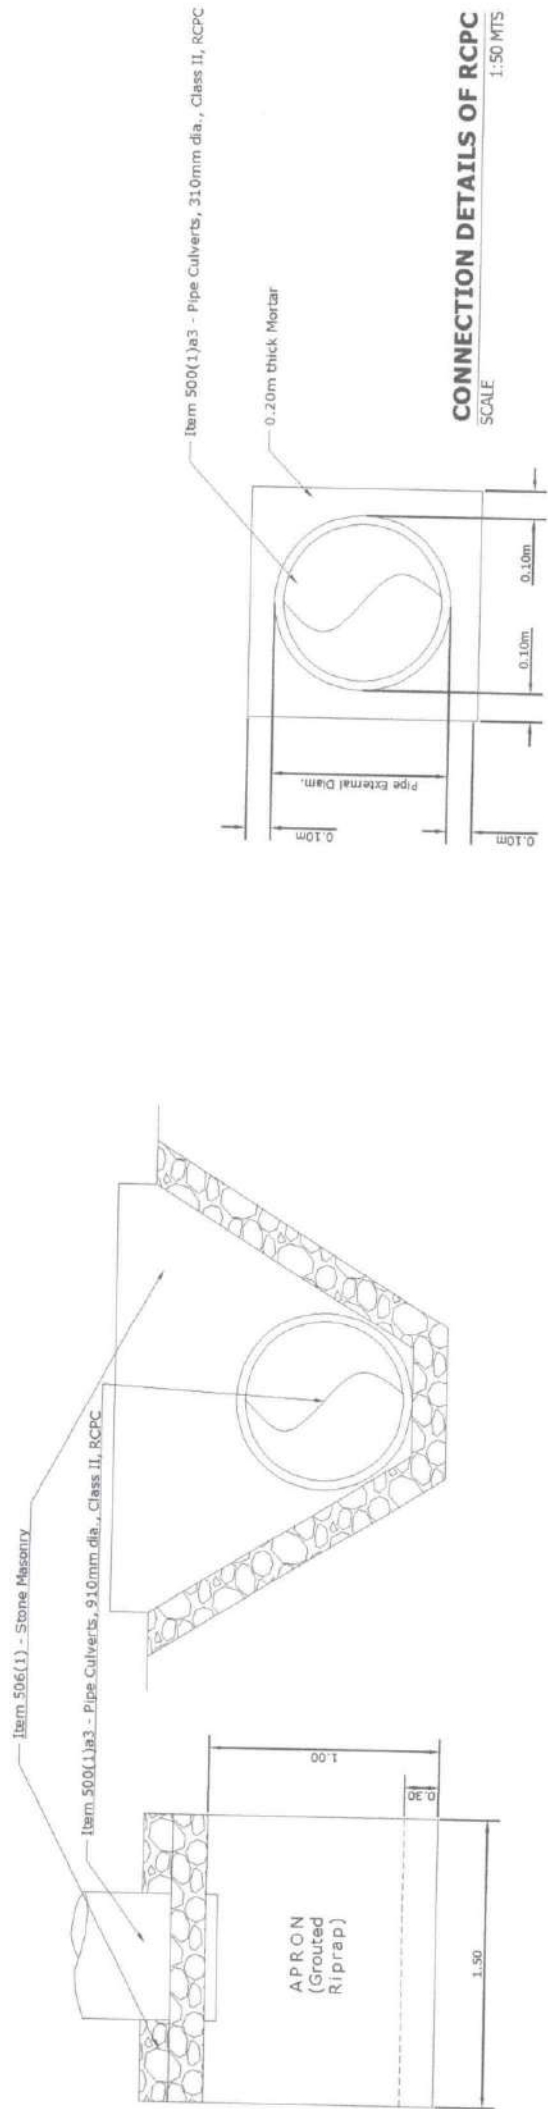 Item 506(1) - Stone Masonry
Item 500(1)a3 - Pipe Culverts, 910mm dia., Class II, RCPC
APRON
(Grouted
Riprap)
1.00
0.30
1.50
Item 500(1)a3 - Pipe Culverts, 310mm dia., Class II, RCPC
0.20m thick Mortar
0.10m
Pipe External Diam.
0.10m
0.10m
0.10m
CONNECTION DETAILS OF RCPC
SCALE 1:50 MTS